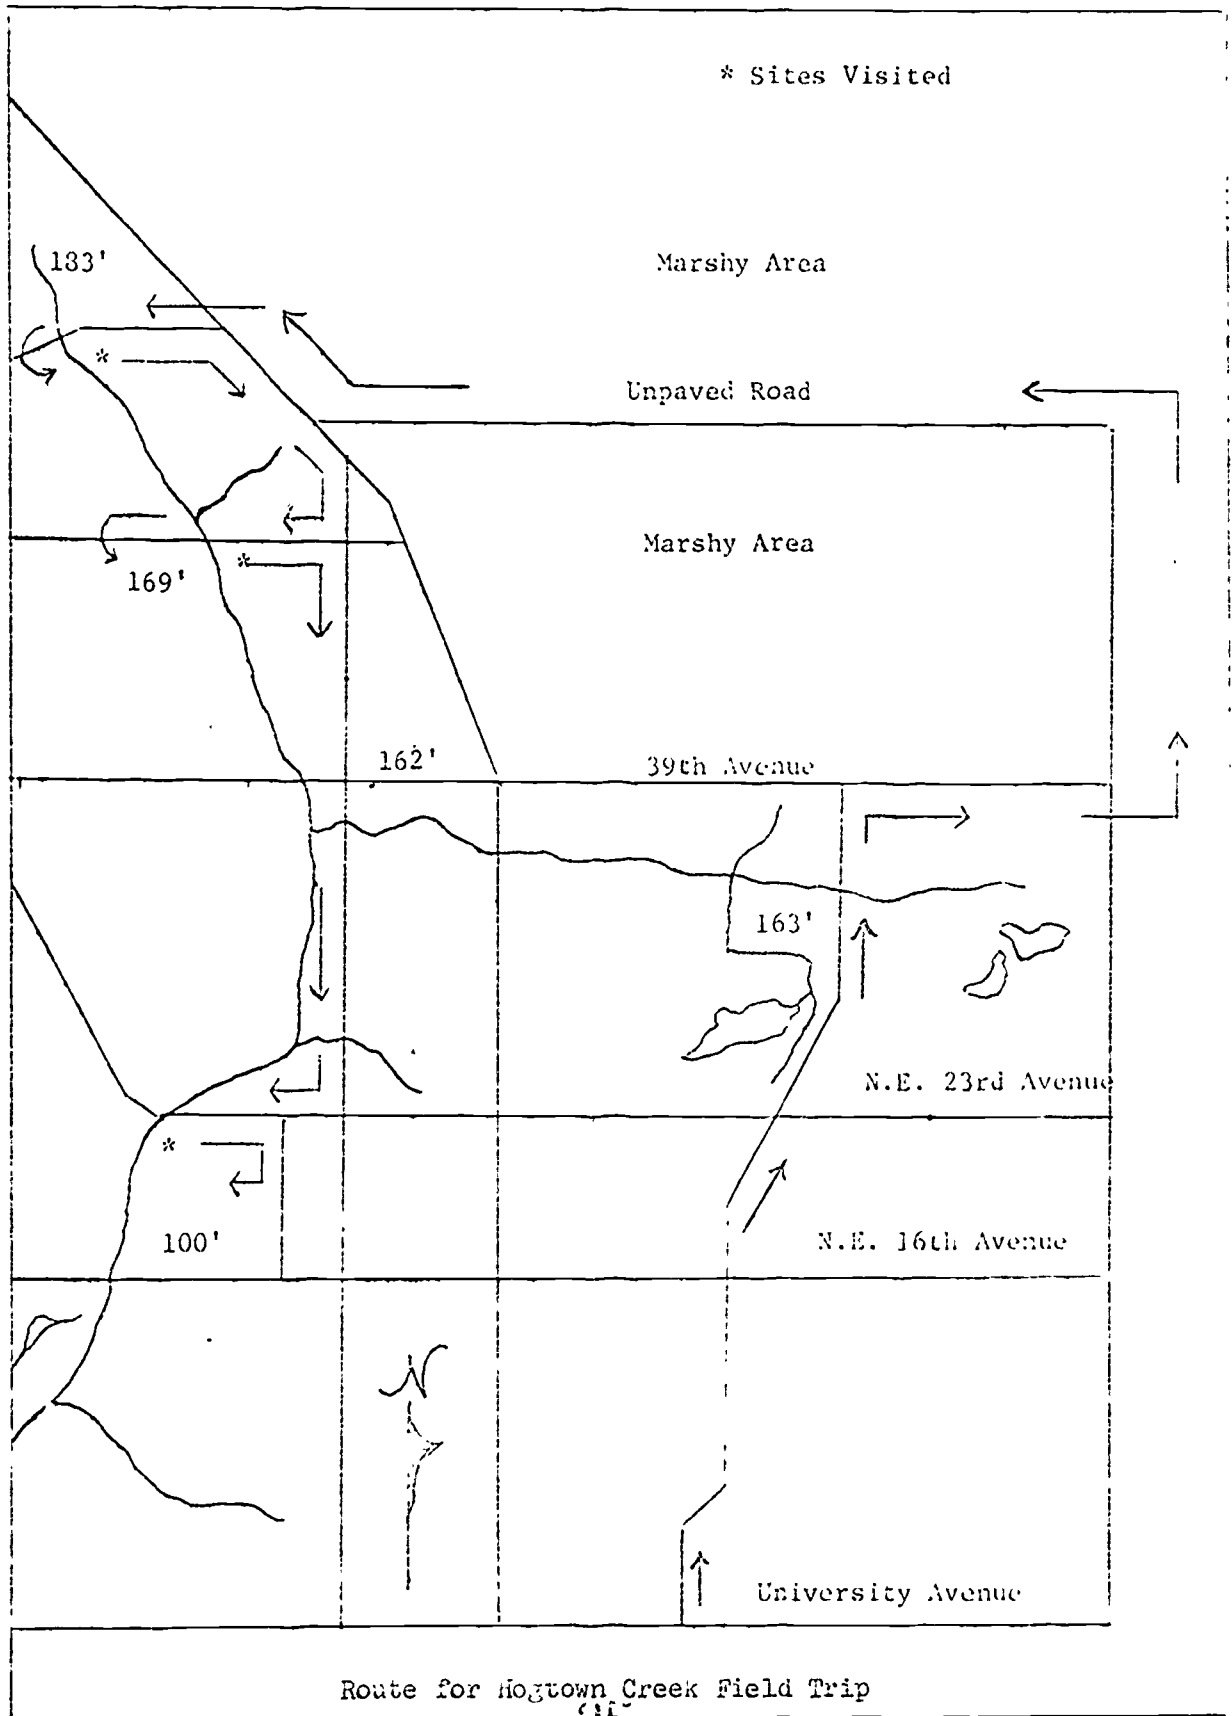 * Sites Visited
183'
Marshy Area
*
Unpaved Road
Marshy Area
*
169'
162'
39th Avenue
163'
N.E. 23rd Avenue
*
100'
N.E. 16th Avenue
N
University Avenue
Route for Hogtown Creek Field Trip